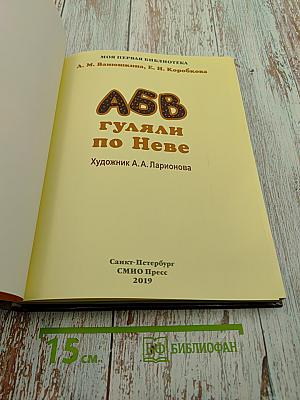 МОЯ ПЕРВАЯ БИБЛИОТЕКА
А. М. Ванюшкина, Е. Н. Коробкова
АБВ
ГУЛЯЛИ
ПО Неве
Художник А. А. Ларионова
Санкт-Петербург
СМИО Пресс
2019
15 см.
БФ БИБЛИОФАН